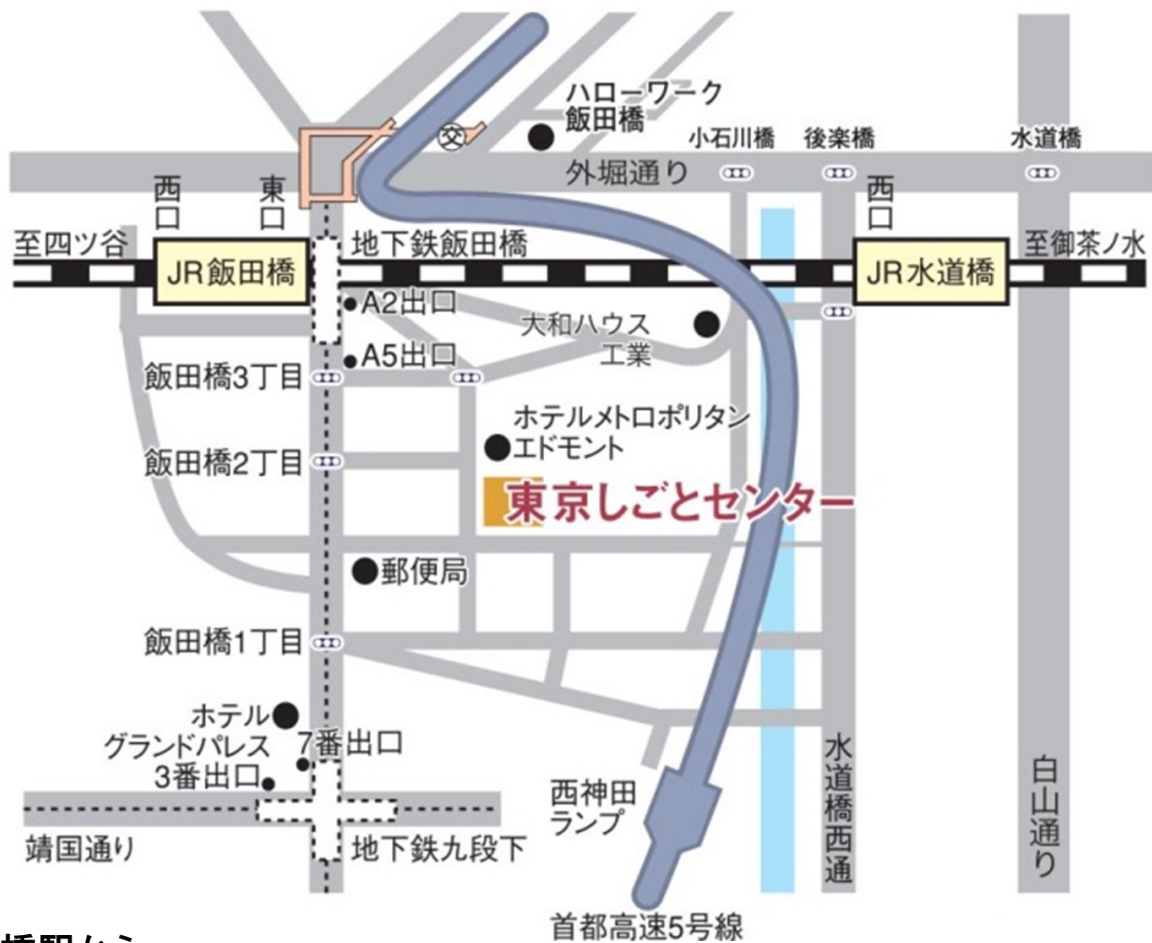 ハローワーク
飯田橋
交
小石川橋
後楽橋
水道橋
外堀通り
西口
東口
西口
至四ツ谷
JR飯田橋
地下鉄飯田橋
JR水道橋
至御茶ノ水
A2出口
大和ハウス
工業
A5出口
飯田橋3丁目
ホテルメトロポリタン
エドモント
飯田橋2丁目
東京しごとセンター
郵便局
飯田橋1丁目
ホテル
グランドパレス
7番出口
3番出口
西神田
ランプ
水道橋西通
白山通り
靖国通り
地下鉄九段下
首都高速5号線
橋駅から